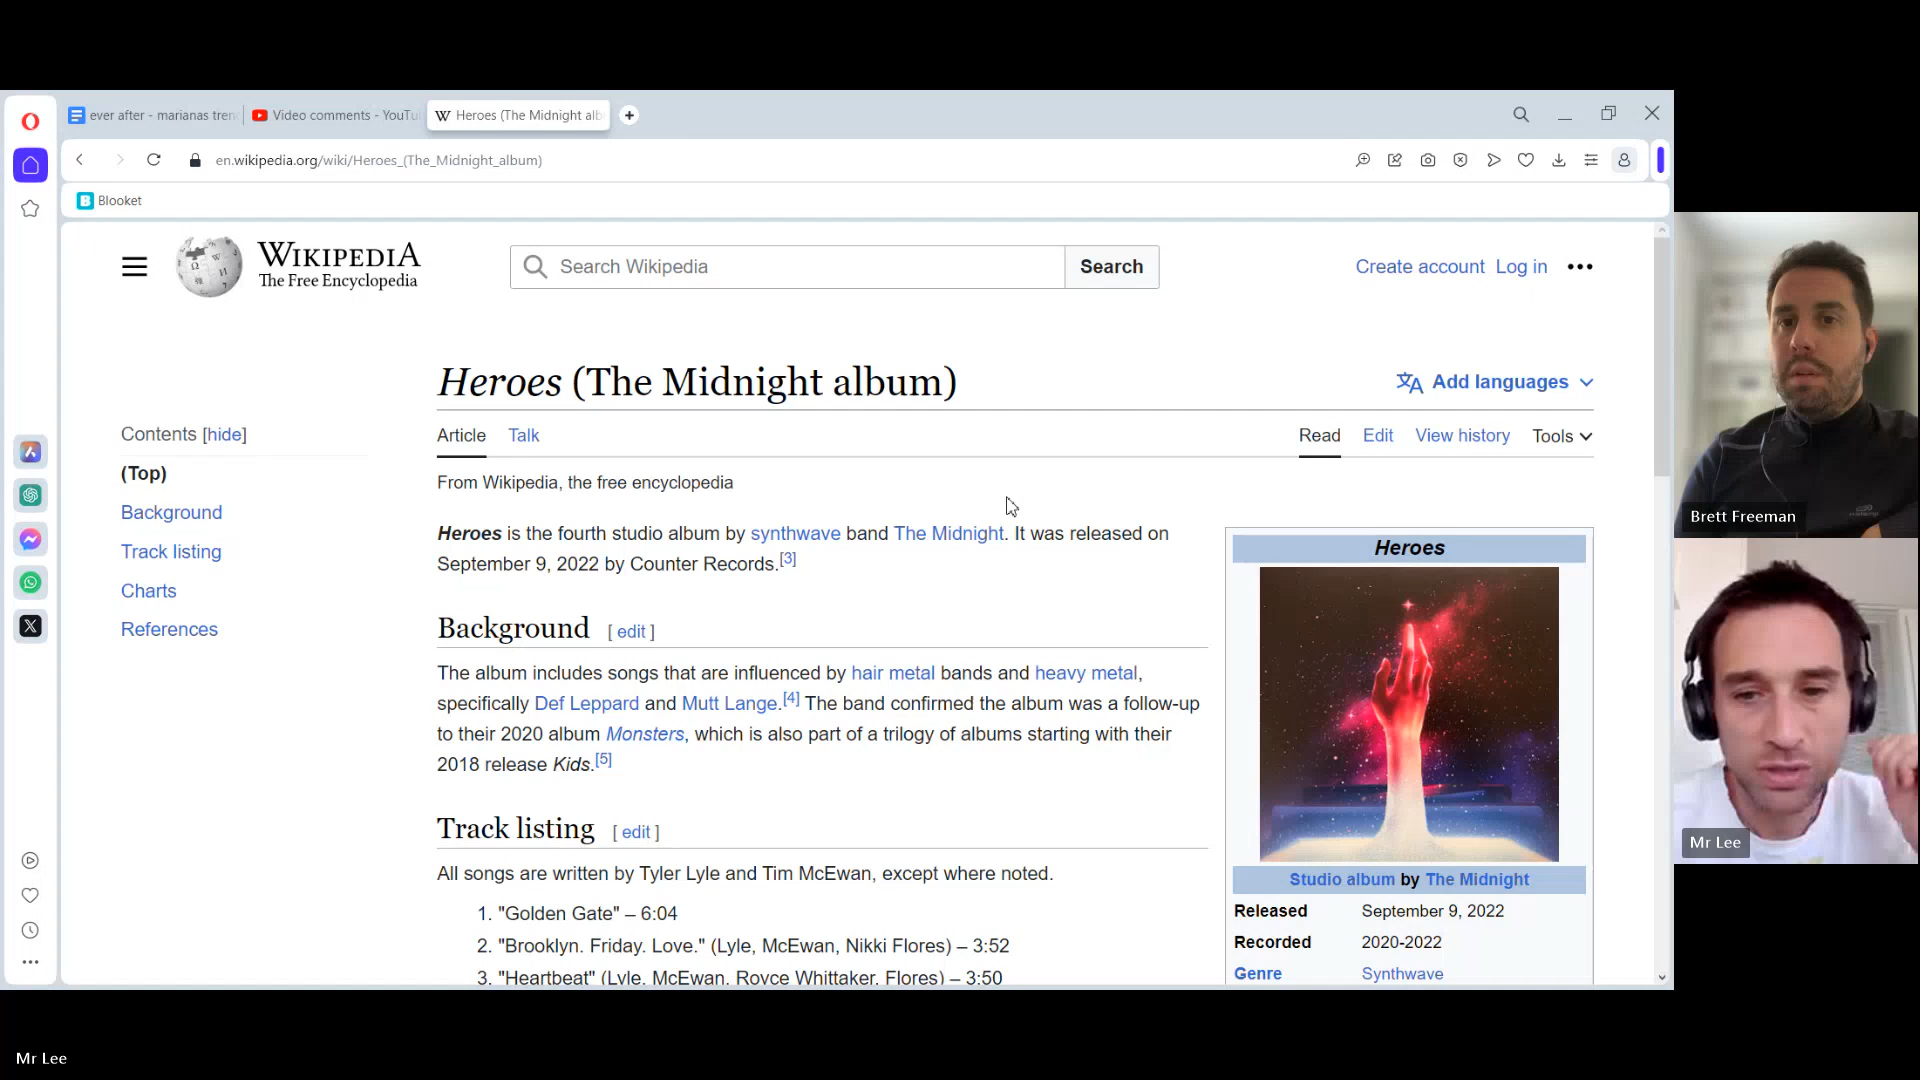 ever after - marianas tren
Video comments - YouTu
Heroes (The Midnight alb
en.wikipedia.org/wiki/Heroes_(The_Midnight_album)
Blooket
WIKIPEDIA
The Free Encyclopedia
Search Wikipedia
Search
Create account Log in
Heroes (The Midnight album)
Add languages
Contents [hide]
(Top)
Background
Track listing
Charts
References
Article Talk
Read Edit View history Tools
From Wikipedia, the free encyclopedia
Heroes is the fourth studio album by synthwave band The Midnight. It was released on
September 9, 2022 by Counter Records.[3]
Background [ edit ]
The album includes songs that are influenced by hair metal bands and heavy metal,
specifically Def Leppard and Mutt Lange.[4] The band confirmed the album was a follow-up
to their 2020 album Monsters, which is also part of a trilogy of albums starting with their
2018 release Kids.[5]
Track listing [ edit ]
All songs are written by Tyler Lyle and Tim McEwan, except where noted.
1. "Golden Gate" – 6:04
2. "Brooklyn. Friday. Love." (Lyle, McEwan, Nikki Flores) – 3:52
3. "Heartbeat" (Lyle, McEwan, Royce Whittaker, Flores) – 3:50
Heroes
Studio album by The Midnight
Released September 9, 2022
Recorded 2020-2022
Genre Synthwave
Brett Freeman
Mr Lee
Mr Lee